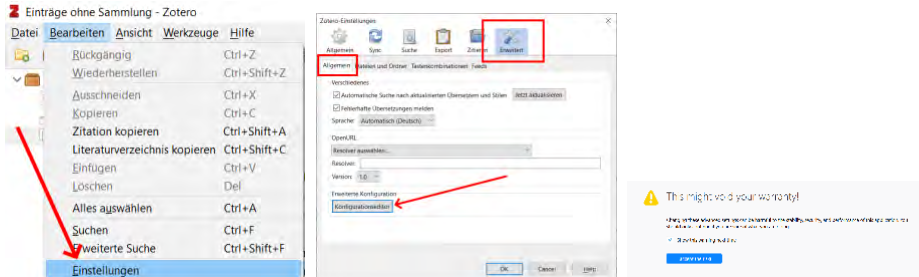 Einträge ohne Sammlung - Zotero
Datei Bearbeiten Ansicht Werkzeuge Hilfe
Rückgängig Ctrl+Z
Wiederherstellen Ctrl+Shift+Z
Ausschneiden Ctrl+X
Kopieren Ctrl+C
Zitation kopieren Ctrl+Shift+A
Literaturverzeichnis kopieren Ctrl+Shift+C
Einfügen Ctrl+V
Löschen Del
Alles auswählen Ctrl+A
Suchen Ctrl+F
Erweiterte Suche Ctrl+Shift+F
Einstellungen
Zotero-Einstellungen
Allgemein Sync Suche Export Zitieren Erweitert
Allgemein Dateien und Ordner Tastenkombinationen Feeds
Verschiedenes
Automatische Suche nach aktualisierten Übersetzern und Stilen Jetzt aktualisieren
Fehlerhafte Übersetzungen melden
Sprache: Automatisch (Deutsch)
OpenURL
Resolver auswählen...
Resolver:
Version: 1.0
Erweiterte Konfiguration
Konfigurationseditor
OK Cancel Help
This might void your warranty!